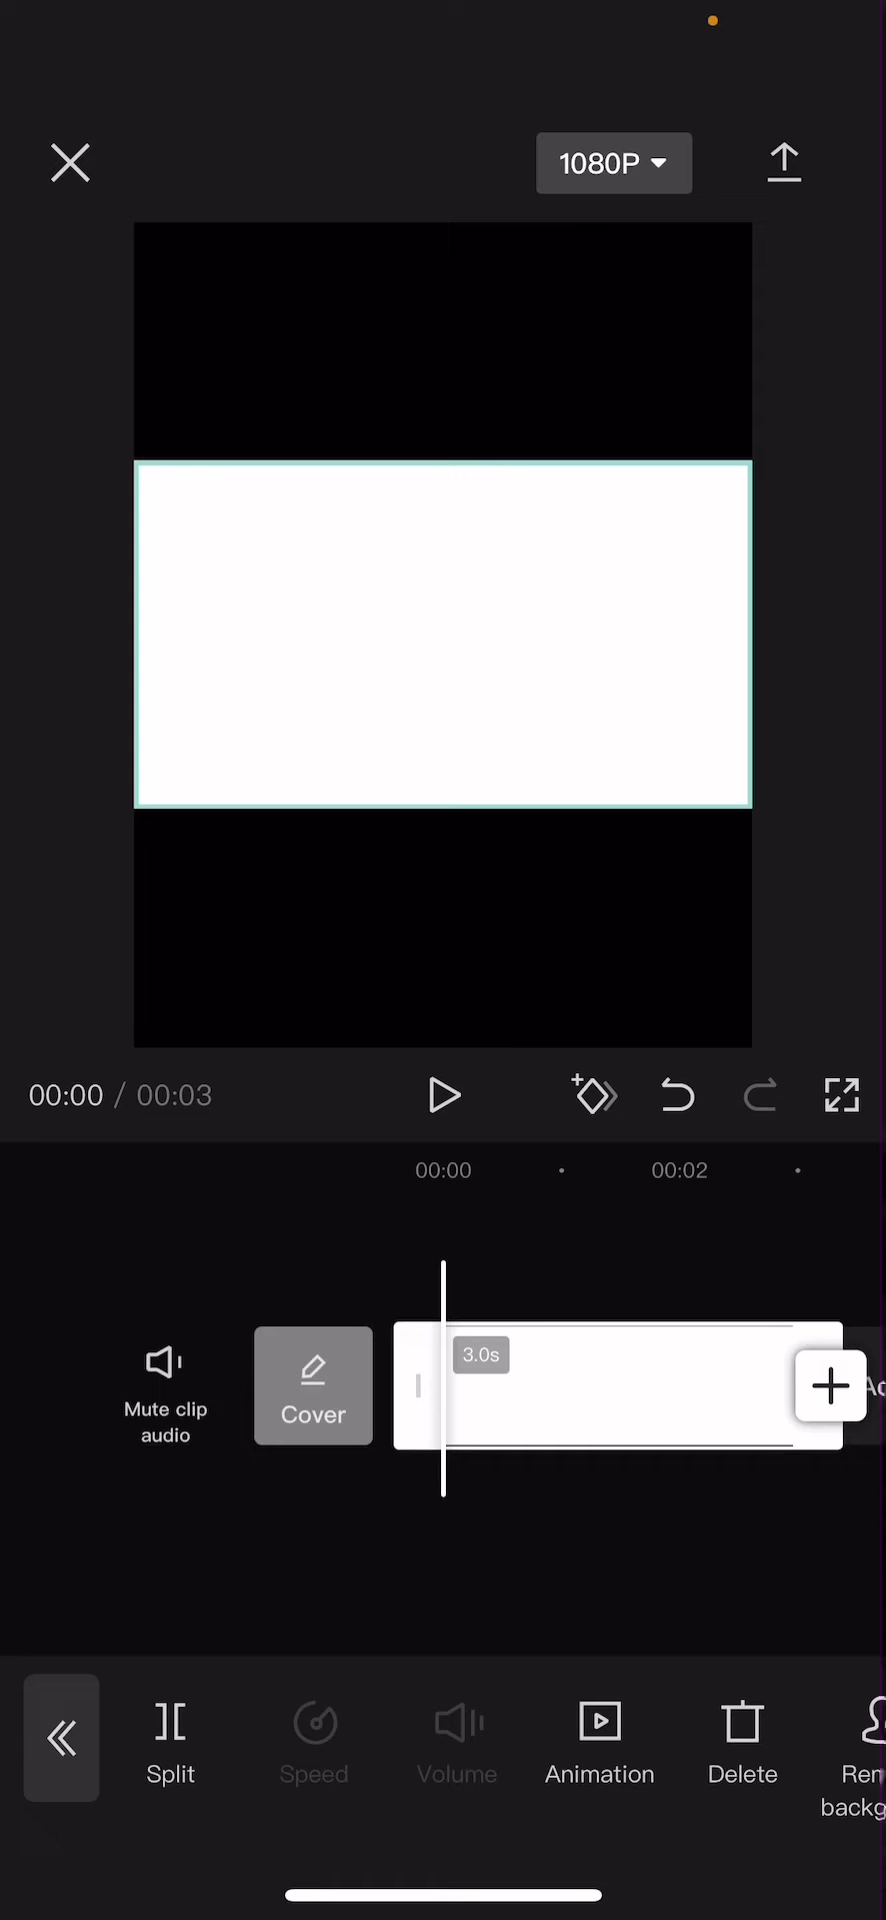 1080P
00:00 / 00:03
00:00 00:02
3.0s
Mute clip
audio
Cover
Split
Speed
Volume
Animation
Delete